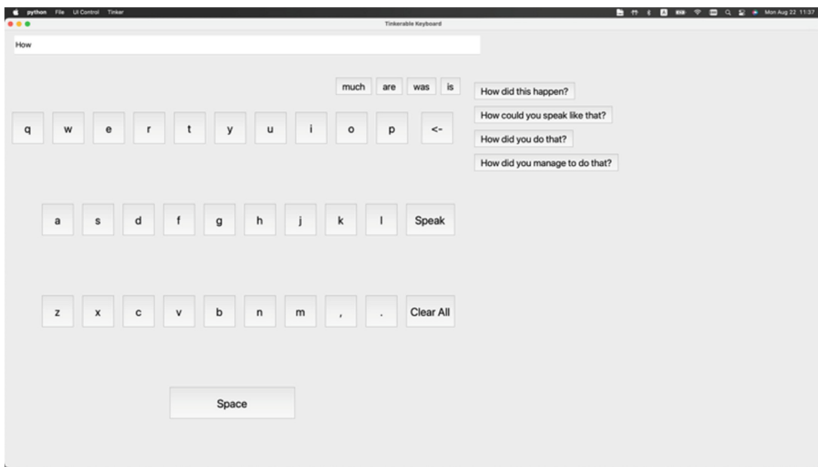 python File UI Control Tinker Mon Aug 22 11:37
Tinkerable Keyboard
How
much are was is
How did this happen?
How could you speak like that?
How did you do that?
How did you manage to do that?
q w e r t y u i o p <-
a s d f g h j k l Speak
z x c v b n m , . Clear All
Space